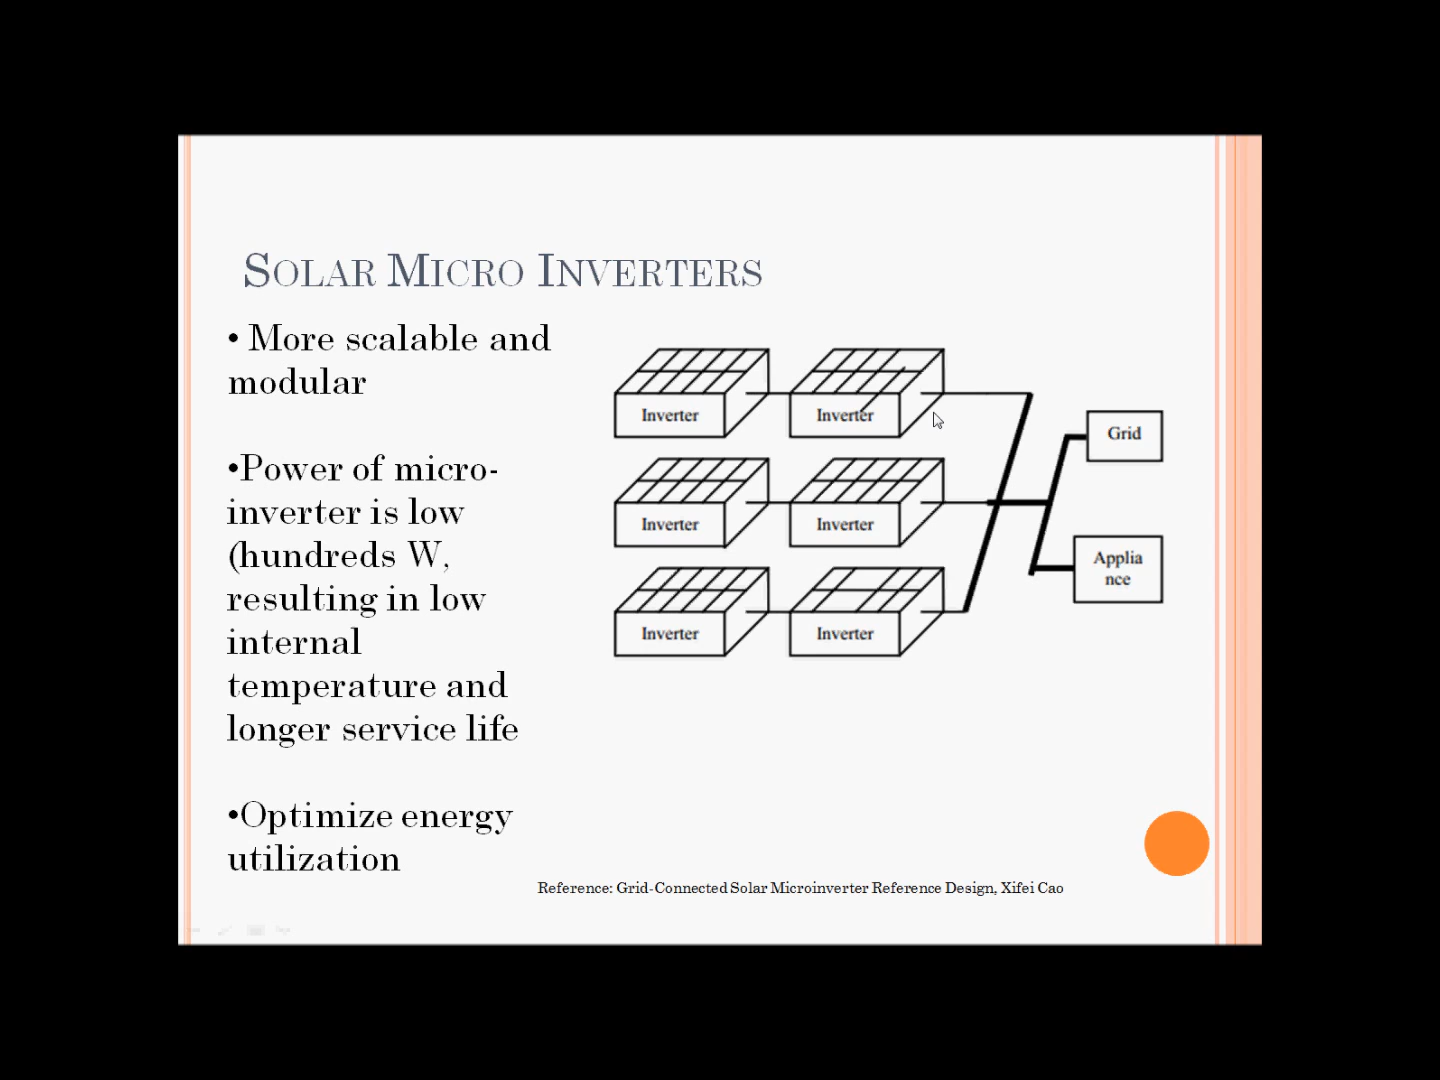 SOLAR MICRO INVERTERS
• More scalable and
modular
•Power of micro-
inverter is low
(hundreds W,
resulting in low
internal
temperature and
longer service life
•Optimize energy
utilization
Inverter
Inverter
Inverter
Inverter
Inverter
Inverter
Grid
Applia
nce
Reference: Grid-Connected Solar Microinverter Reference Design, Xifei Cao